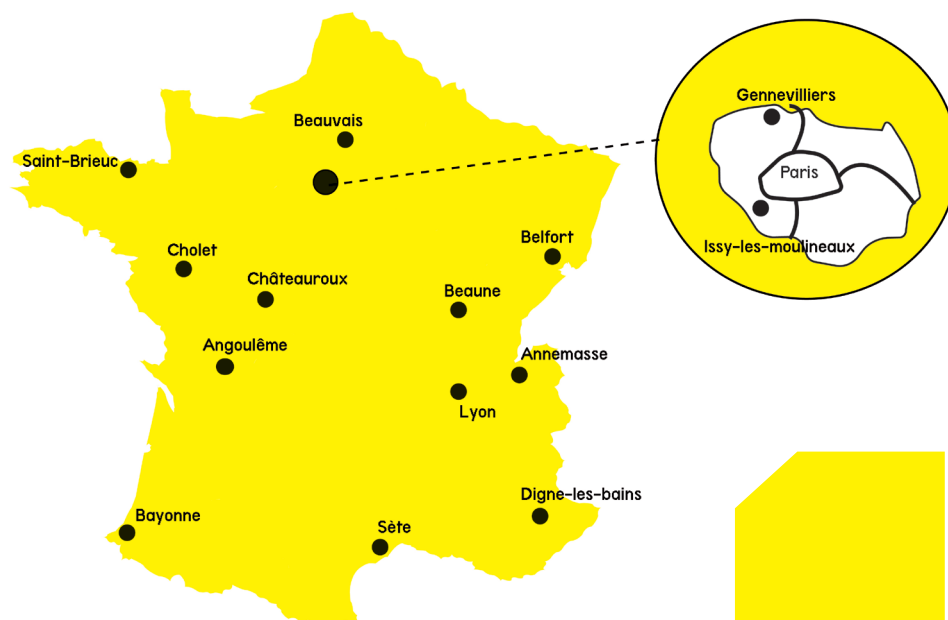 Gennevilliers
Beauvais
Saint-Brieuc
Paris
Issy-les-moulineaux
Belfort
Cholet
Châteauroux
Beaune
Angoulême
Annemasse
Lyon
Digne-les-bains
Bayonne
Sète